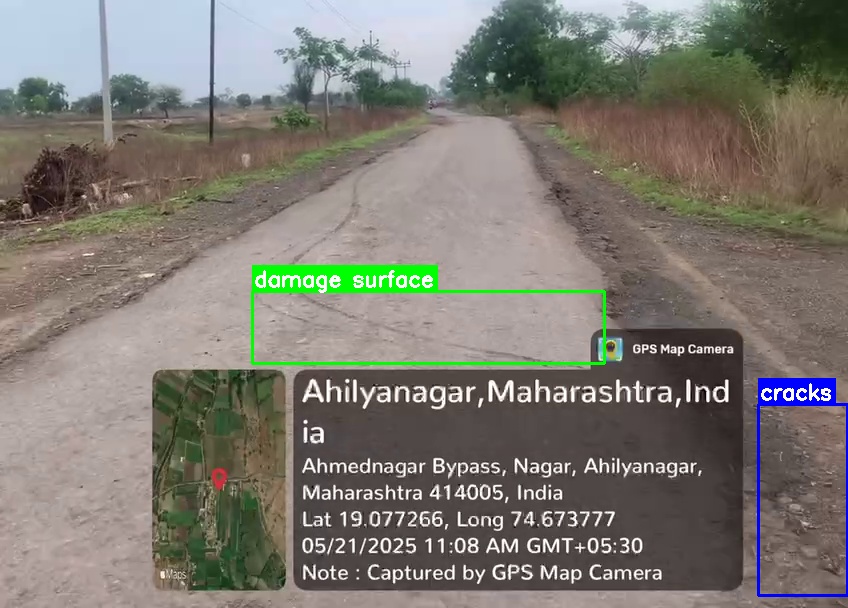 damage surface
GPS Map Camera
cracks
Ahilyanagar,Maharashtra,Ind
ia
Ahmednagar Bypass, Nagar, Ahilyanagar,
Maharashtra 414005, India
Lat 19.077266, Long 74.673777
05/21/2025 11:08 AM GMT+05:30
Note : Captured by GPS Map Camera
Maps